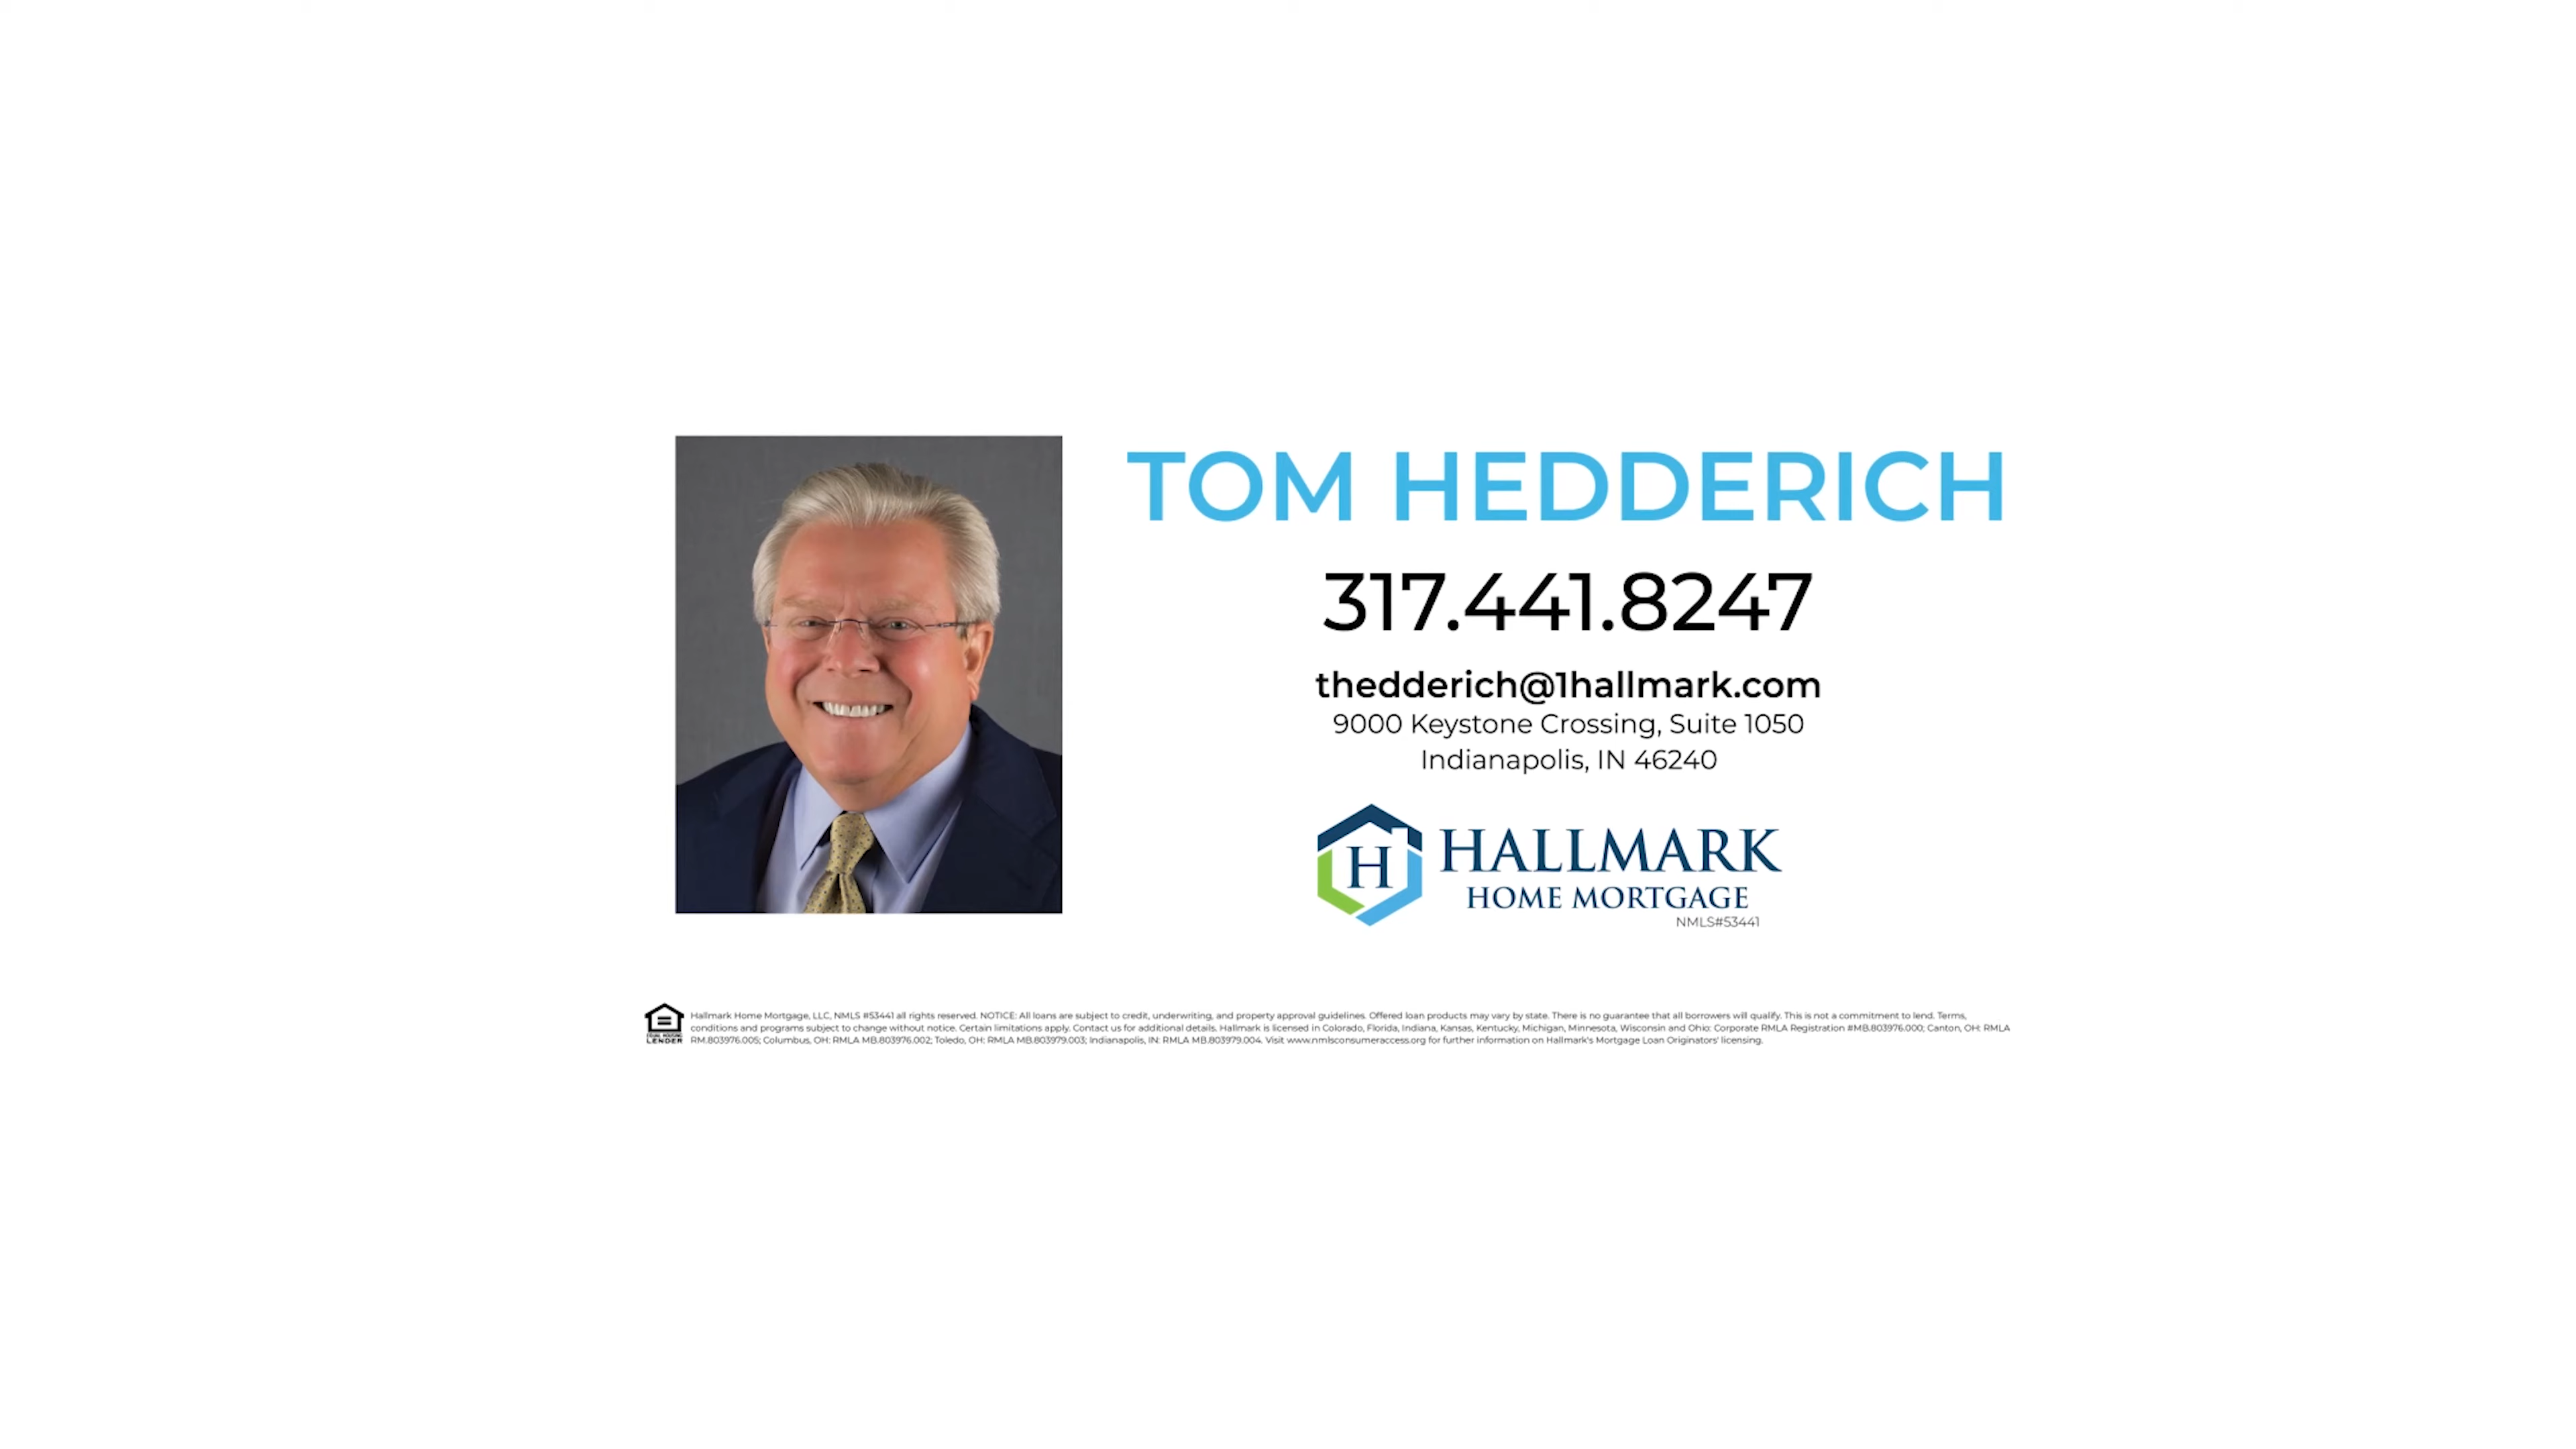 TOM HEDDERICH
317.441.8247
thedderich@1hallmark.com
9000 Keystone Crossing, Suite 1050
Indianapolis, IN 46240
H
HALLMARK
HOME MORTGAGE
NMLS#53441
Hallmark Home Mortgage, LLC, NMLS #53441 all rights reserved. NOTICE: All loans are subject to credit, underwriting, and property approval guidelines. Offered loan products may vary by state. There is no guarantee that all borrowers will qualify. This is not a commitment to lend. Terms,
conditions and programs subject to change without notice. Certain limitations apply. Contact us for additional details. Hallmark is licensed in Colorado, Florida, Indiana, Kansas, Kentucky, Michigan, Minnesota, Wisconsin and Ohio: Corporate RMLA Registration #MB.803976.000; Canton, OH: RMLA
RM.803976.005; Columbus, OH: RMLA MB.803976.002; Toledo, OH: RMLA MB.803979.003; Indianapolis, IN: RMLA MB.803979.004. Visit www.nmlsconsumeraccess.org for further information on Hallmark's Mortgage Loan Originators' licensing.
EQUAL HOUSING
LENDER